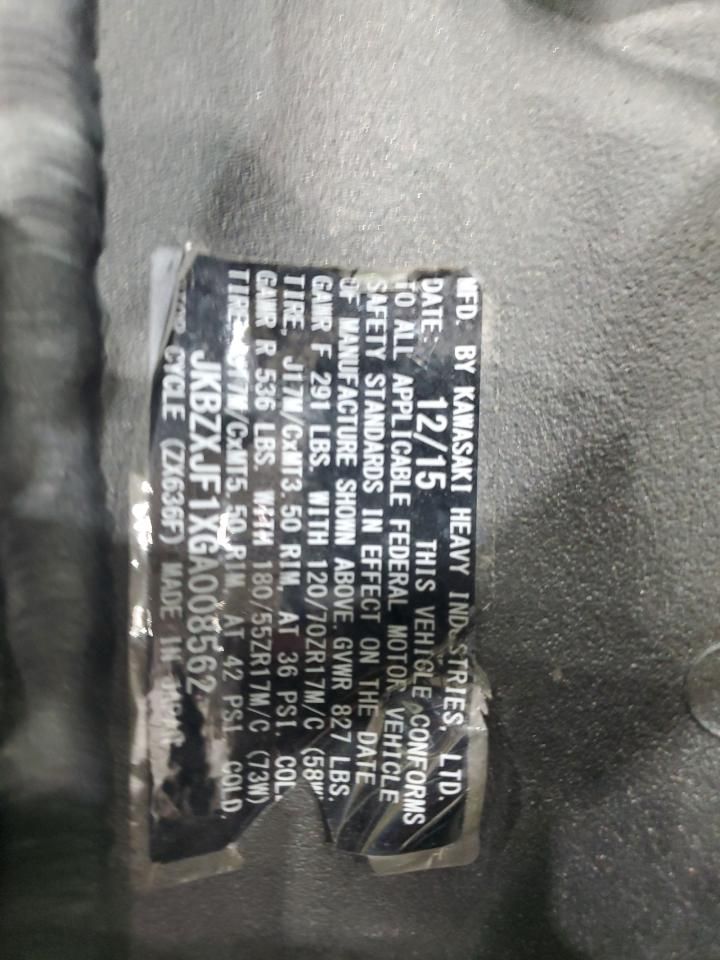 MFD. BY KAWASAKI HEAVY INDUSTRIES, LTD.
DATE: 12/15 THIS VEHICLE CONFORMS
TO ALL APPLICABLE FEDERAL MOTOR VEHICLE
SAFETY STANDARDS IN EFFECT ON THE DATE
OF MANUFACTURE SHOWN ABOVE. GVWR 827 LBS.
GAWR F 291 LBS. WITH 120/70ZR17M/C (58W
TIRE, J17M/CxMT3.50 RIM, AT 36 PSI. COL
GAWR R 536 LBS. WITH 180/55ZR17M/C (73W)
TIRE, J17M/CxMT5.50 RIM, AT 42 PSI COLD
JKBZXJF1XGA008562
CYCLE (ZX636F) MADE IN JAPAN